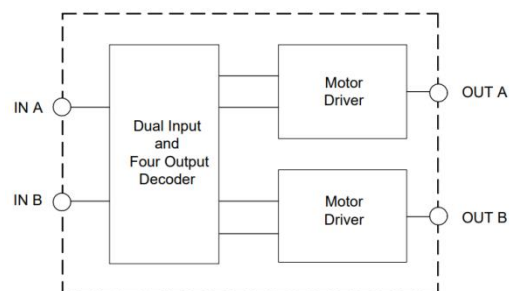 IN A
IN B
Dual Input
and
Four Output
Decoder
Motor
Driver
Motor
Driver
OUT A
OUT B